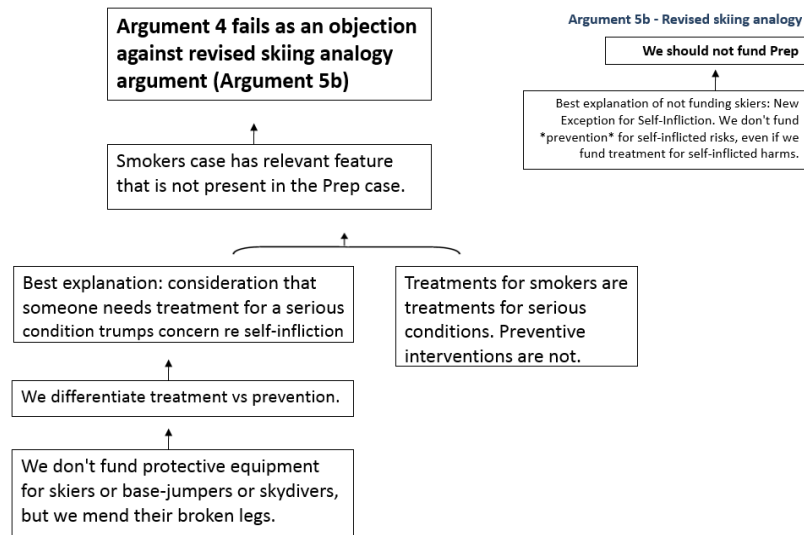 Argument 4 fails as an objection
against revised skiing analogy
argument (Argument 5b)
Smokers case has relevant feature
that is not present in the Prep case.
Best explanation: consideration that
someone needs treatment for a serious
condition trumps concern re self-infliction
Treatments for smokers are
treatments for serious
conditions. Preventive
interventions are not.
We differentiate treatment vs prevention.
We don't fund protective equipment
for skiers or base-jumpers or skydivers,
but we mend their broken legs.
Argument 5b - Revised skiing analogy
We should not fund Prep
Best explanation of not funding skiers: New
Exception for Self-Infliction. We don't fund
*prevention* for self-inflicted risks, even if we
fund treatment for self-inflicted harms.